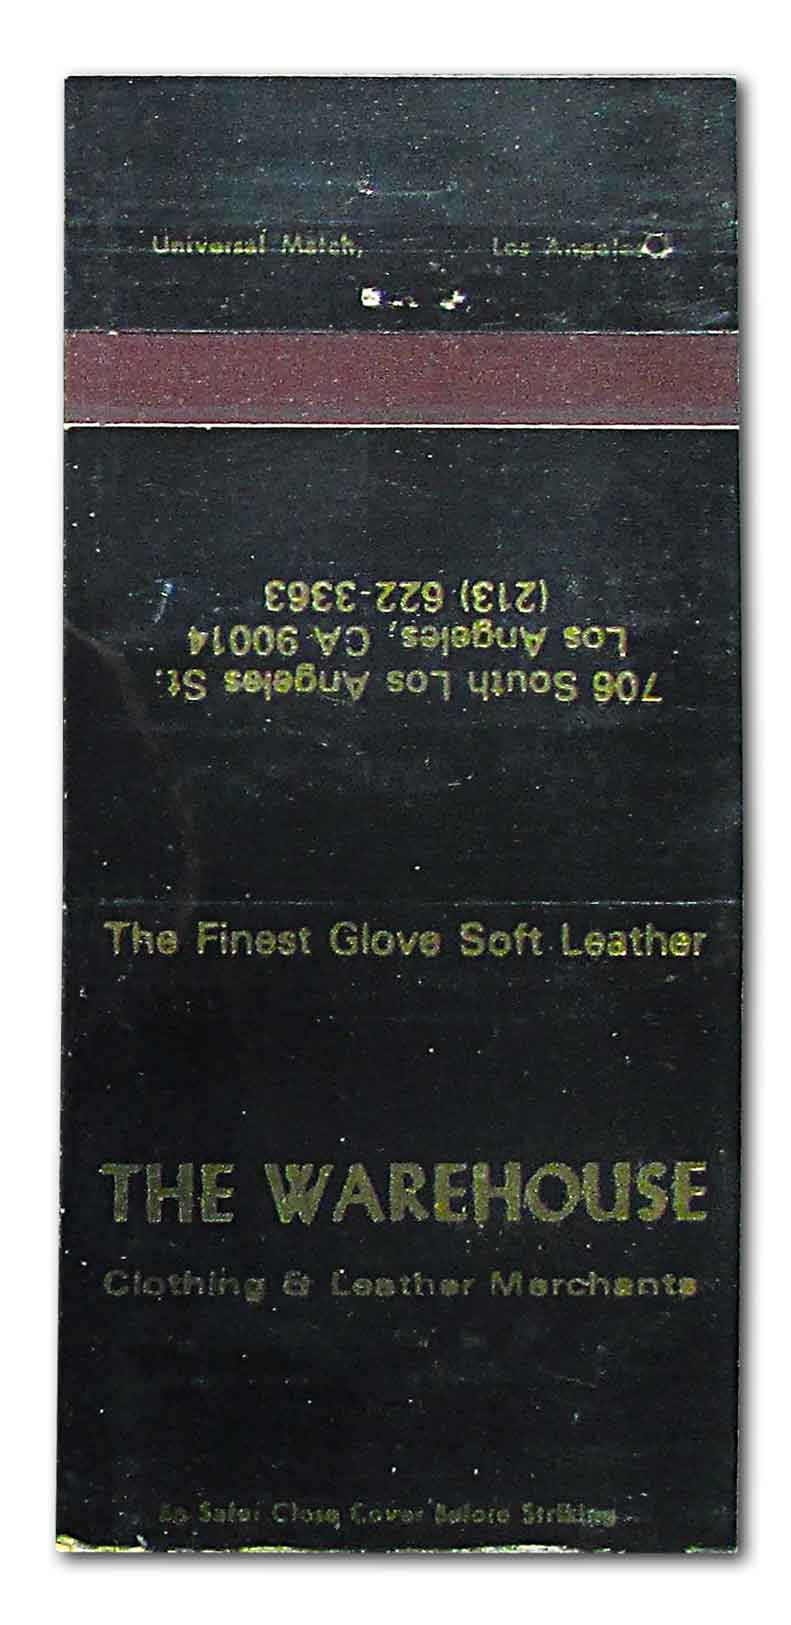 Universal Match, Los Angeles
706 South Los Angeles St.
Los Angeles, CA 90014
(213) 622-3363
The Finest Glove Soft Leather
THE WAREHOUSE
Clothing & Leather Merchants
Be Safe: Close Cover Before Striking